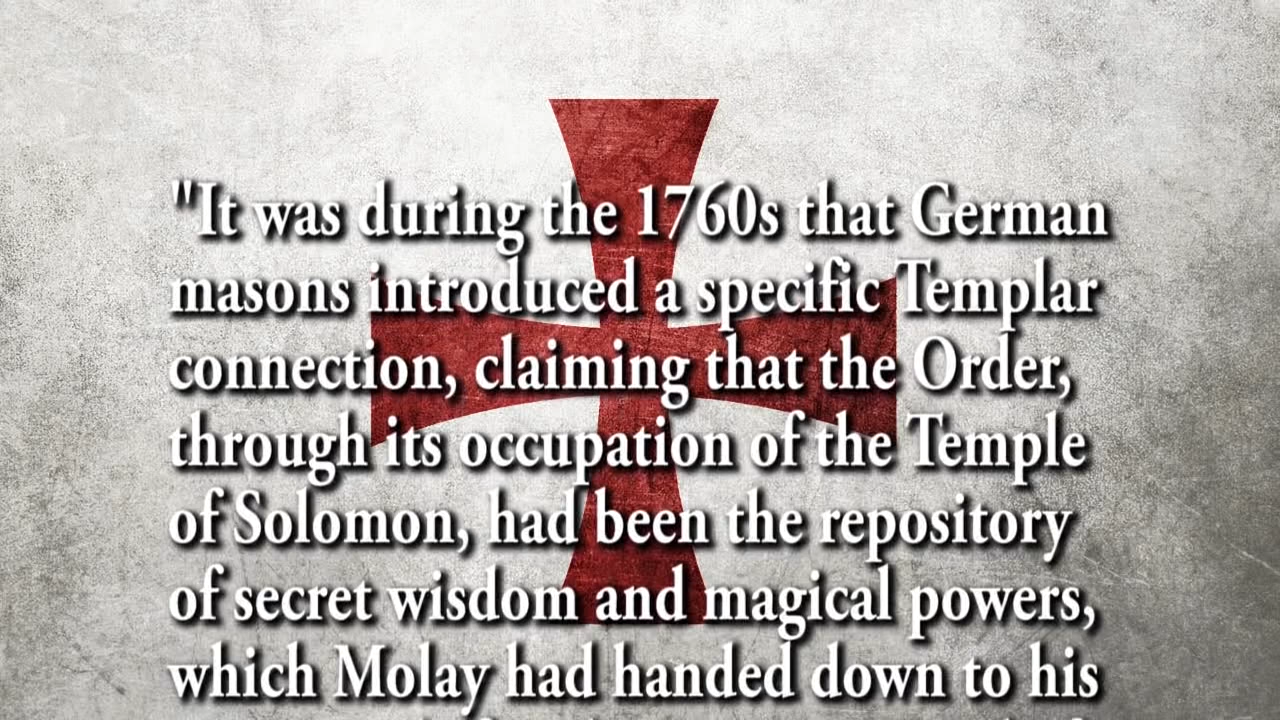 "It was during the 1760s that German
masons introduced a specific Templar
connection, claiming that the Order,
through its occupation of the Temple
of Solomon, had been the repository
of secret wisdom and magical powers,
which Molay had handed down to his